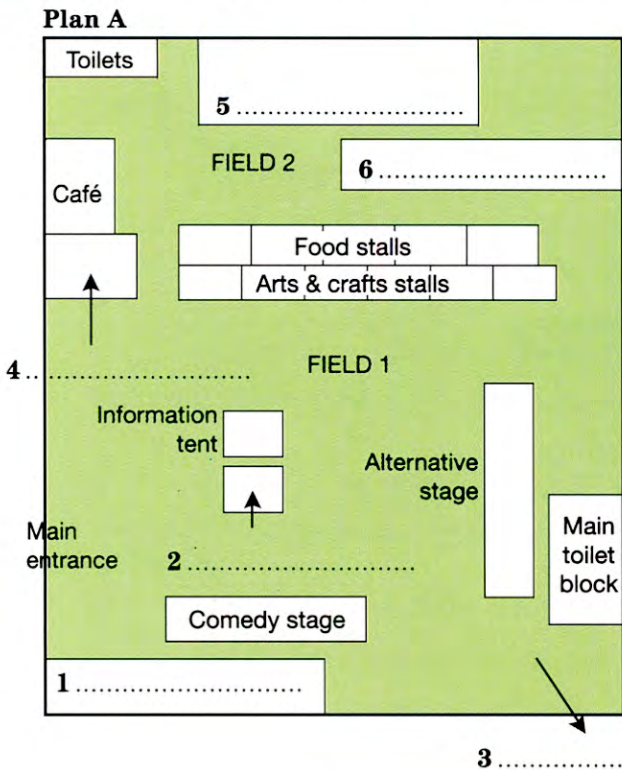 Plan A
Toilets
5 ..............................
FIELD 2
6 ..............................
Café
Food stalls
Arts & crafts stalls
4 ..............................
FIELD 1
Information
tent
Alternative
stage
Main
entrance
Main
toilet
block
2 ..............................
Comedy stage
1 ..............................
3 ..................